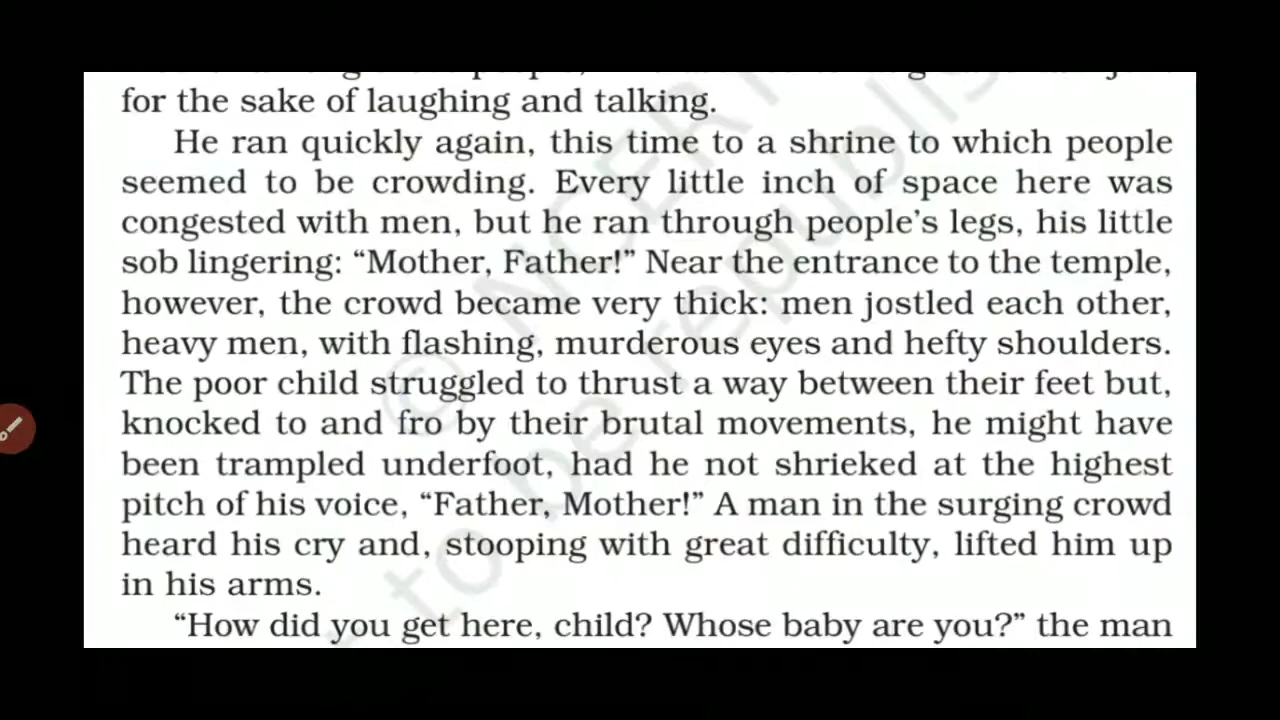 for the sake of laughing and talking.
He ran quickly again, this time to a shrine to which people
seemed to be crowding. Every little inch of space here was
congested with men, but he ran through people’s legs, his little
sob lingering: “Mother, Father!” Near the entrance to the temple,
however, the crowd became very thick: men jostled each other,
heavy men, with flashing, murderous eyes and hefty shoulders.
The poor child struggled to thrust a way between their feet but,
knocked to and fro by their brutal movements, he might have
been trampled underfoot, had he not shrieked at the highest
pitch of his voice, “Father, Mother!” A man in the surging crowd
heard his cry and, stooping with great difficulty, lifted him up
in his arms.
“How did you get here, child? Whose baby are you?” the man
© NCERT
to be republis